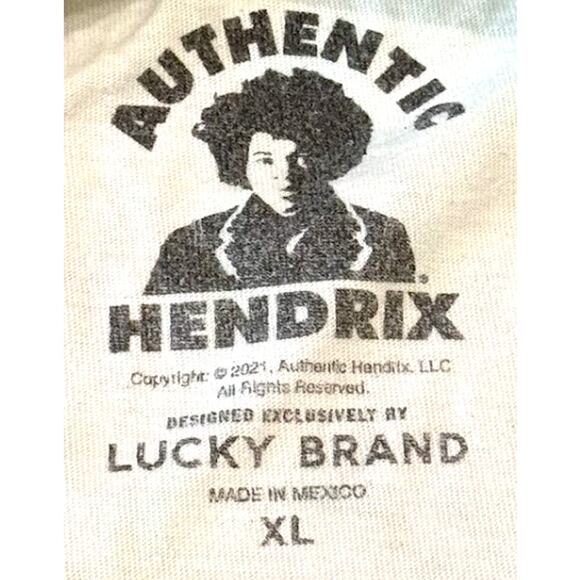 AUTHENTIC
HENDRIX
Copyright: © 2021, Authentic Hendrix, LLC
All Rights Reserved.
DESIGNED EXCLUSIVELY BY
LUCKY BRAND
MADE IN MEXICO
XL